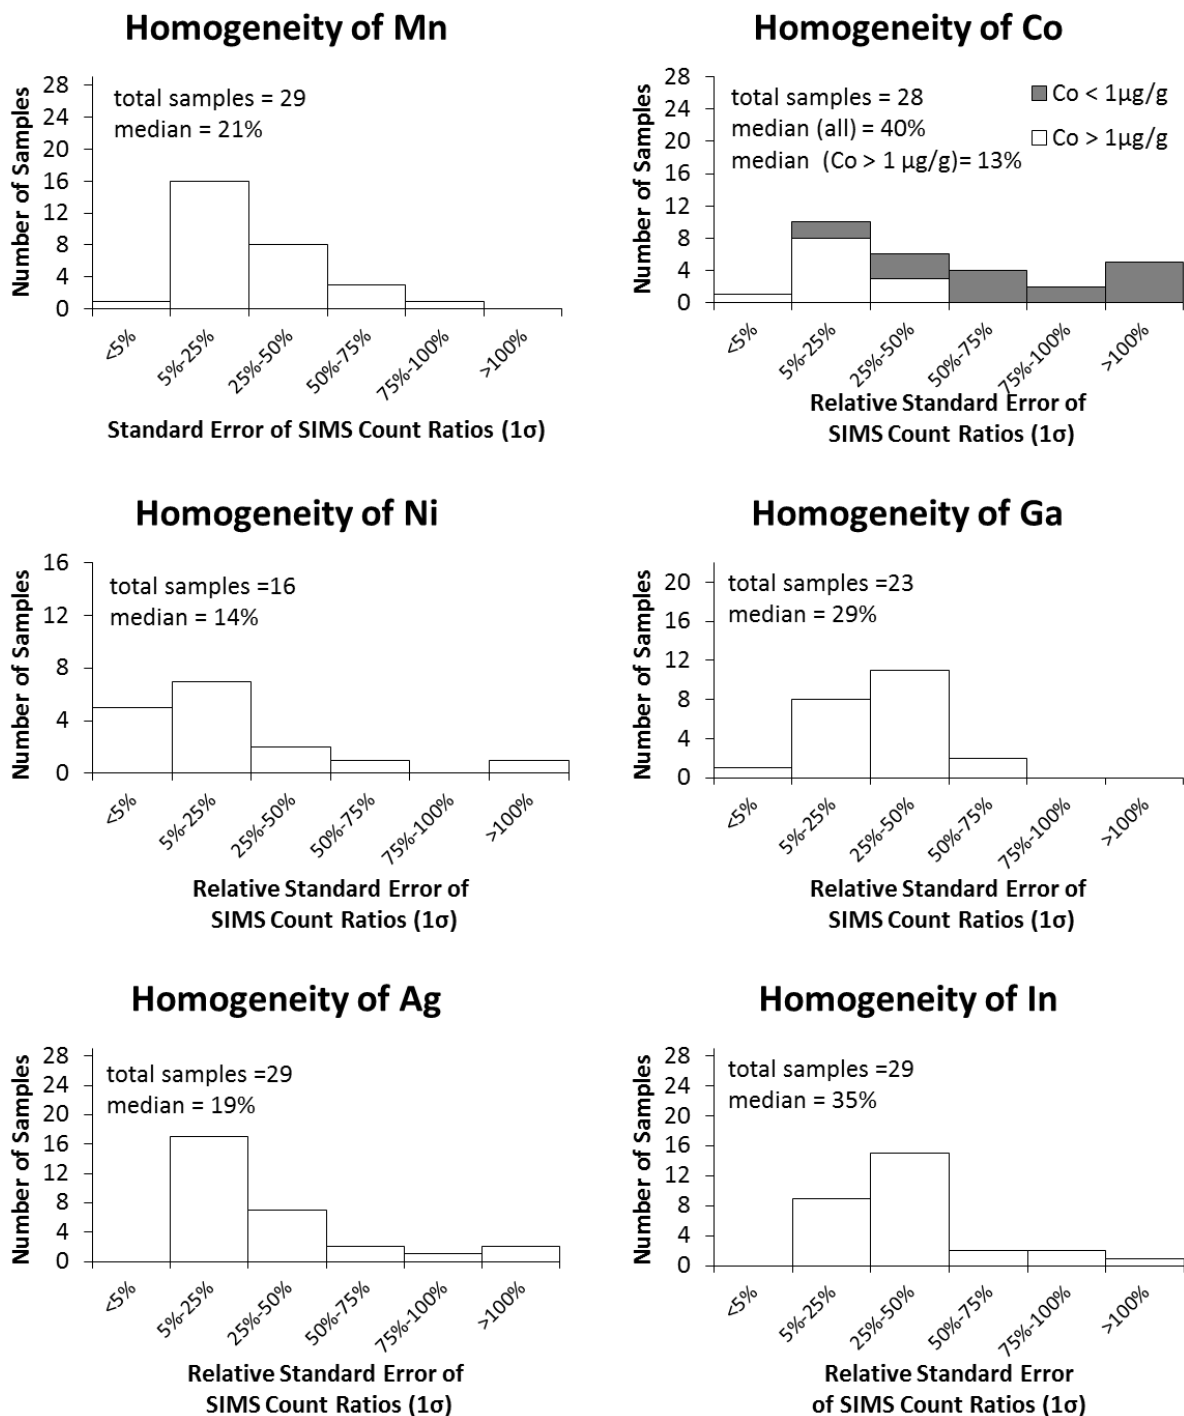 Homogeneity of Mn
Number of Samples
28
24
20
16
12
8
4
0
total samples = 29
median = 21%
<5%
5%-25%
25%-50%
50%-75%
75%-100%
>100%
Standard Error of SIMS Count Ratios (1σ)
Homogeneity of Co
Number of Samples
28
24
20
16
12
8
4
0
total samples = 28
median (all) = 40%
median (Co > 1 µg/g)= 13%
Co < 1µg/g
Co > 1µg/g
<5%
5%-25%
25%-50%
50%-75%
75%-100%
>100%
Relative Standard Error of
SIMS Count Ratios (1σ)
Homogeneity of Ni
Number of Samples
16
12
8
4
0
total samples =16
median = 14%
<5%
5%-25%
25%-50%
50%-75%
75%-100%
>100%
Relative Standard Error of
SIMS Count Ratios (1σ)
Homogeneity of Ga
Number of Samples
20
16
12
8
4
0
total samples =23
median = 29%
<5%
5%-25%
25%-50%
50%-75%
75%-100%
>100%
Relative Standard Error of
SIMS Count Ratios (1σ)
Homogeneity of Ag
Number of Samples
28
24
20
16
12
8
4
0
total samples =29
median = 19%
<5%
5%-25%
25%-50%
50%-75%
75%-100%
>100%
Relative Standard Error of
SIMS Count Ratios (1σ)
Homogeneity of In
Number of Samples
28
24
20
16
12
8
4
0
total samples =29
median = 35%
<5%
5%-25%
25%-50%
50%-75%
75%-100%
>100%
Relative Standard Error
of SIMS Count Ratios (1σ)